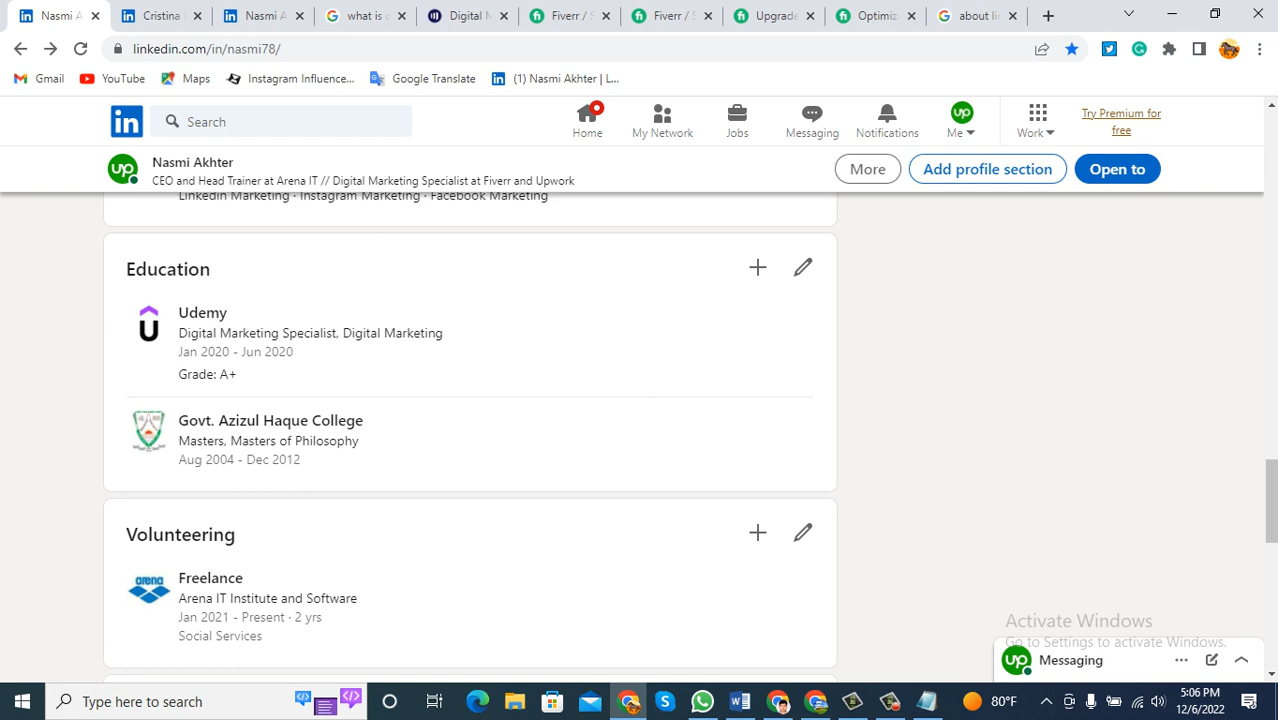 Nasmi A
Cristina
Nasmi A
what is c
Digital M
Fiverr / S
Fiverr / S
Upgrade
Optimiz
about li
linkedin.com/in/nasmi78/
Gmail
YouTube
Maps
Instagram Influence...
Google Translate
(1) Nasmi Akhter | L...
in
Search
Home
My Network
Jobs
Messaging
Notifications
Me
Work
Try Premium for
free
Nasmi Akhter
CEO and Head Trainer at Arena IT // Digital Marketing Specialist at Fiverr and Upwork
More
Add profile section
Open to
Linkedin Marketing · Instagram Marketing · Facebook Marketing
Education
Udemy
Digital Marketing Specialist, Digital Marketing
Jan 2020 - Jun 2020
Grade: A+
Govt. Azizul Haque College
Masters, Masters of Philosophy
Aug 2004 - Dec 2012
Volunteering
arena
Freelance
Arena IT Institute and Software
Jan 2021 - Present · 2 yrs
Social Services
Activate Windows
Go to Settings to activate Windows.
up
Messaging
Type here to search
80°F
5:06 PM
12/6/2022